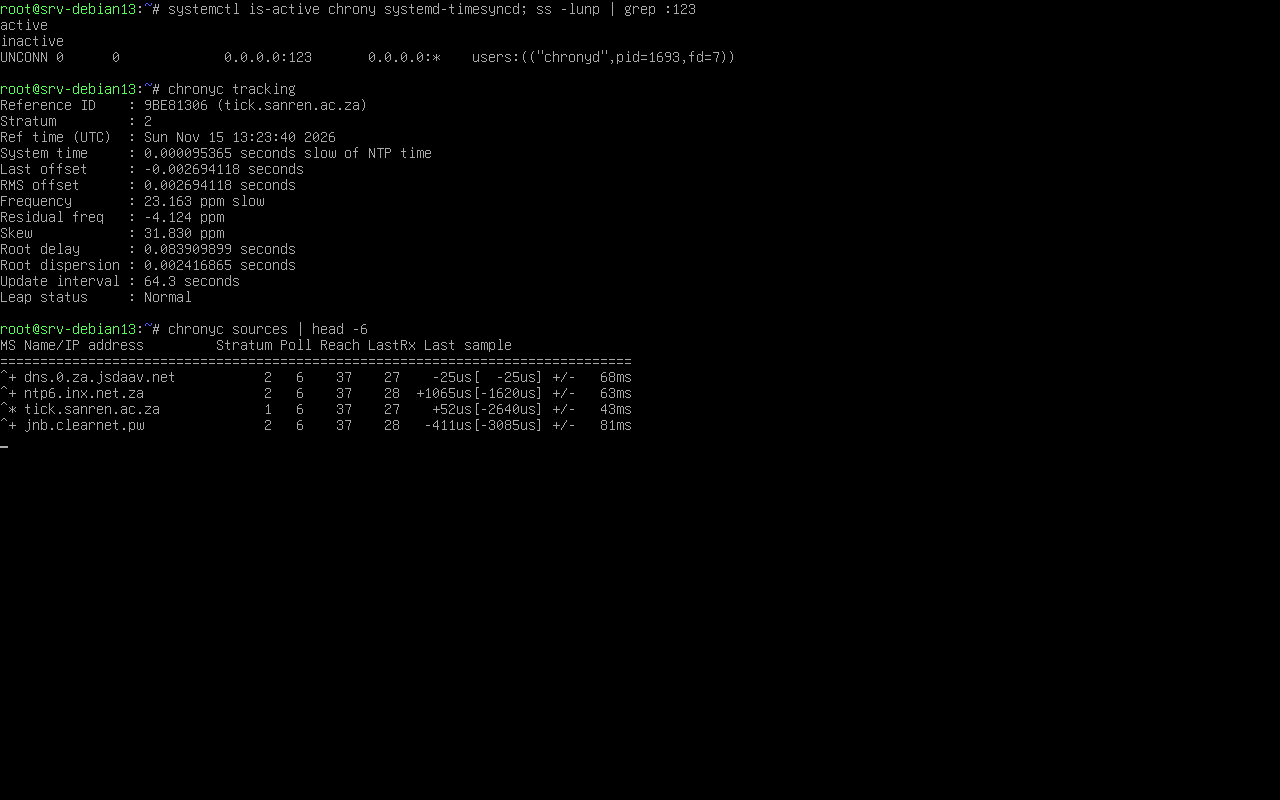 root@srv-debian13:~# systemctl is-active chrony systemd-timesyncd; ss -lunp | grep :123
active
inactive
UNCONN 0      0             0.0.0.0:123       0.0.0.0:*    users:(("chronyd",pid=1693,fd=7))
root@srv-debian13:~# chronyc tracking
Reference ID    : 9BE81306 (tick.sanren.ac.za)
Stratum         : 2
Ref time (UTC)  : Sun Nov 15 13:23:40 2026
System time     : 0.000095365 seconds slow of NTP time
Last offset     : -0.002694118 seconds
RMS offset      : 0.002694118 seconds
Frequency       : 23.163 ppm slow
Residual freq   : -4.124 ppm
Skew            : 31.830 ppm
Root delay      : 0.083909899 seconds
Root dispersion : 0.002416865 seconds
Update interval : 64.3 seconds
Leap status     : Normal
root@srv-debian13:~# chronyc sources | head -6
MS Name/IP address         Stratum Poll Reach LastRx Last sample
===============================================================================
^+ dns.0.za.jsdaav.net           2   6    37    27    -25us[  -25us] +/-   68ms
^+ ntp6.inx.net.za               2   6    37    28  +1065us[-1620us] +/-   63ms
^* tick.sanren.ac.za             1   6    37    27    +52us[-2640us] +/-   43ms
^+ jnb.clearnet.pw               2   6    37    28   -411us[-3085us] +/-   81ms